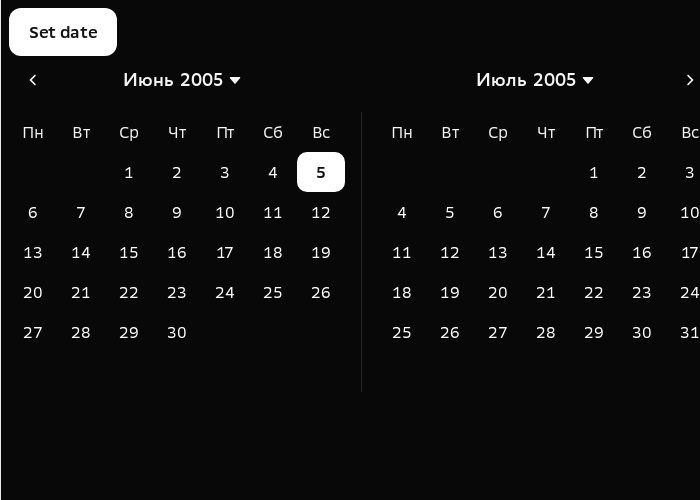 Set date
Июнь 2005 Июль 2005
Пн Вт Ср Чт Пт Сб Вс Пн Вт Ср Чт Пт Сб Вс
1 2 3 4 5 1 2 3
6 7 8 9 10 11 12 4 5 6 7 8 9 10
13 14 15 16 17 18 19 11 12 13 14 15 16 17
20 21 22 23 24 25 26 18 19 20 21 22 23 24
27 28 29 30 25 26 27 28 29 30 31